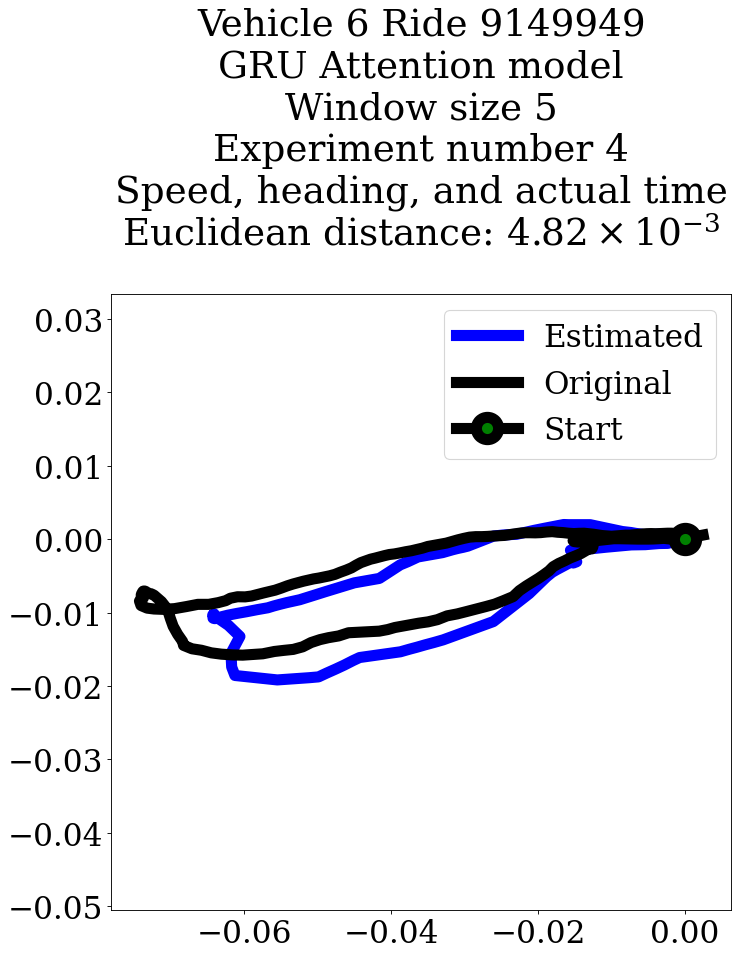 Vehicle 6 Ride 9149949
GRU Attention model
Window size 5
Experiment number 4
Speed, heading, and actual time
Euclidean distance: 4.82 × 10⁻³
Estimated
Original
Start
0.03
0.02
0.01
0.00
−0.01
−0.02
−0.03
−0.04
−0.05
−0.06
−0.04
−0.02
0.00